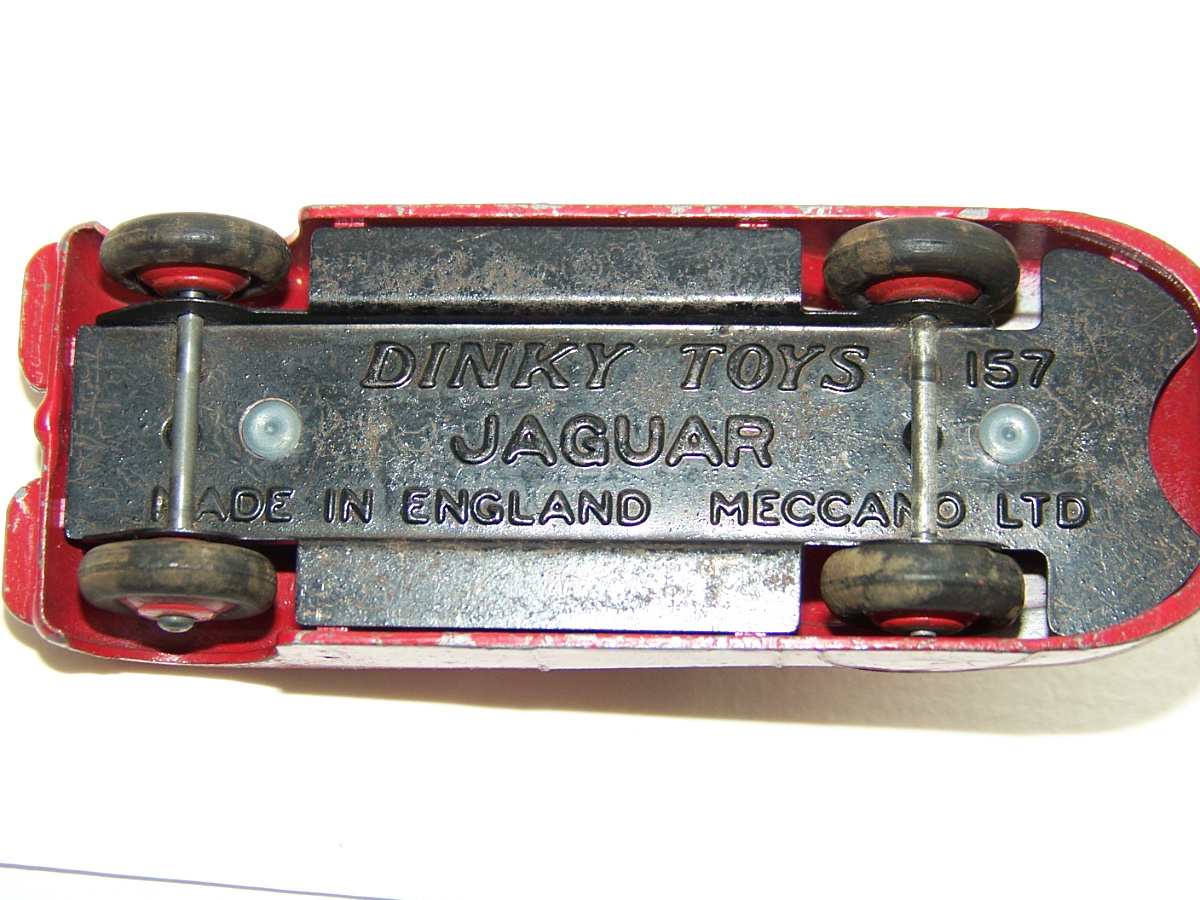 DINKY TOYS 157
JAGUAR
MADE IN ENGLAND MECCANO LTD